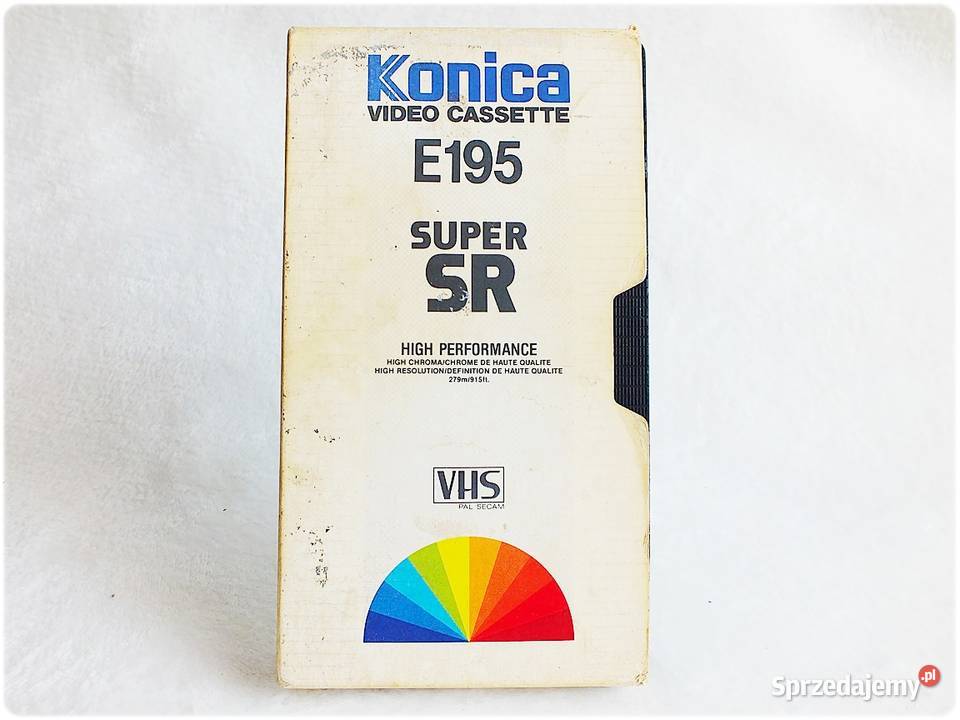 Konica
VIDEO CASSETTE
E195
SUPER
SR
HIGH PERFORMANCE
HIGH CHROMA/CHROME DE HAUTE QUALITE
HIGH RESOLUTION/DEFINITION DE HAUTE QUALITE
279m/915ft.
VHS
PAL SECAM
Sprzedajemy.pl